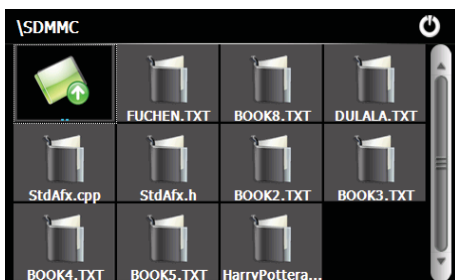 \SDMMC
..
FUCHEN.TXT
BOOK8.TXT
DULALA.TXT
StdAfx.cpp
StdAfx.h
BOOK2.TXT
BOOK3.TXT
BOOK4.TXT
BOOK5.TXT
HarryPottera...